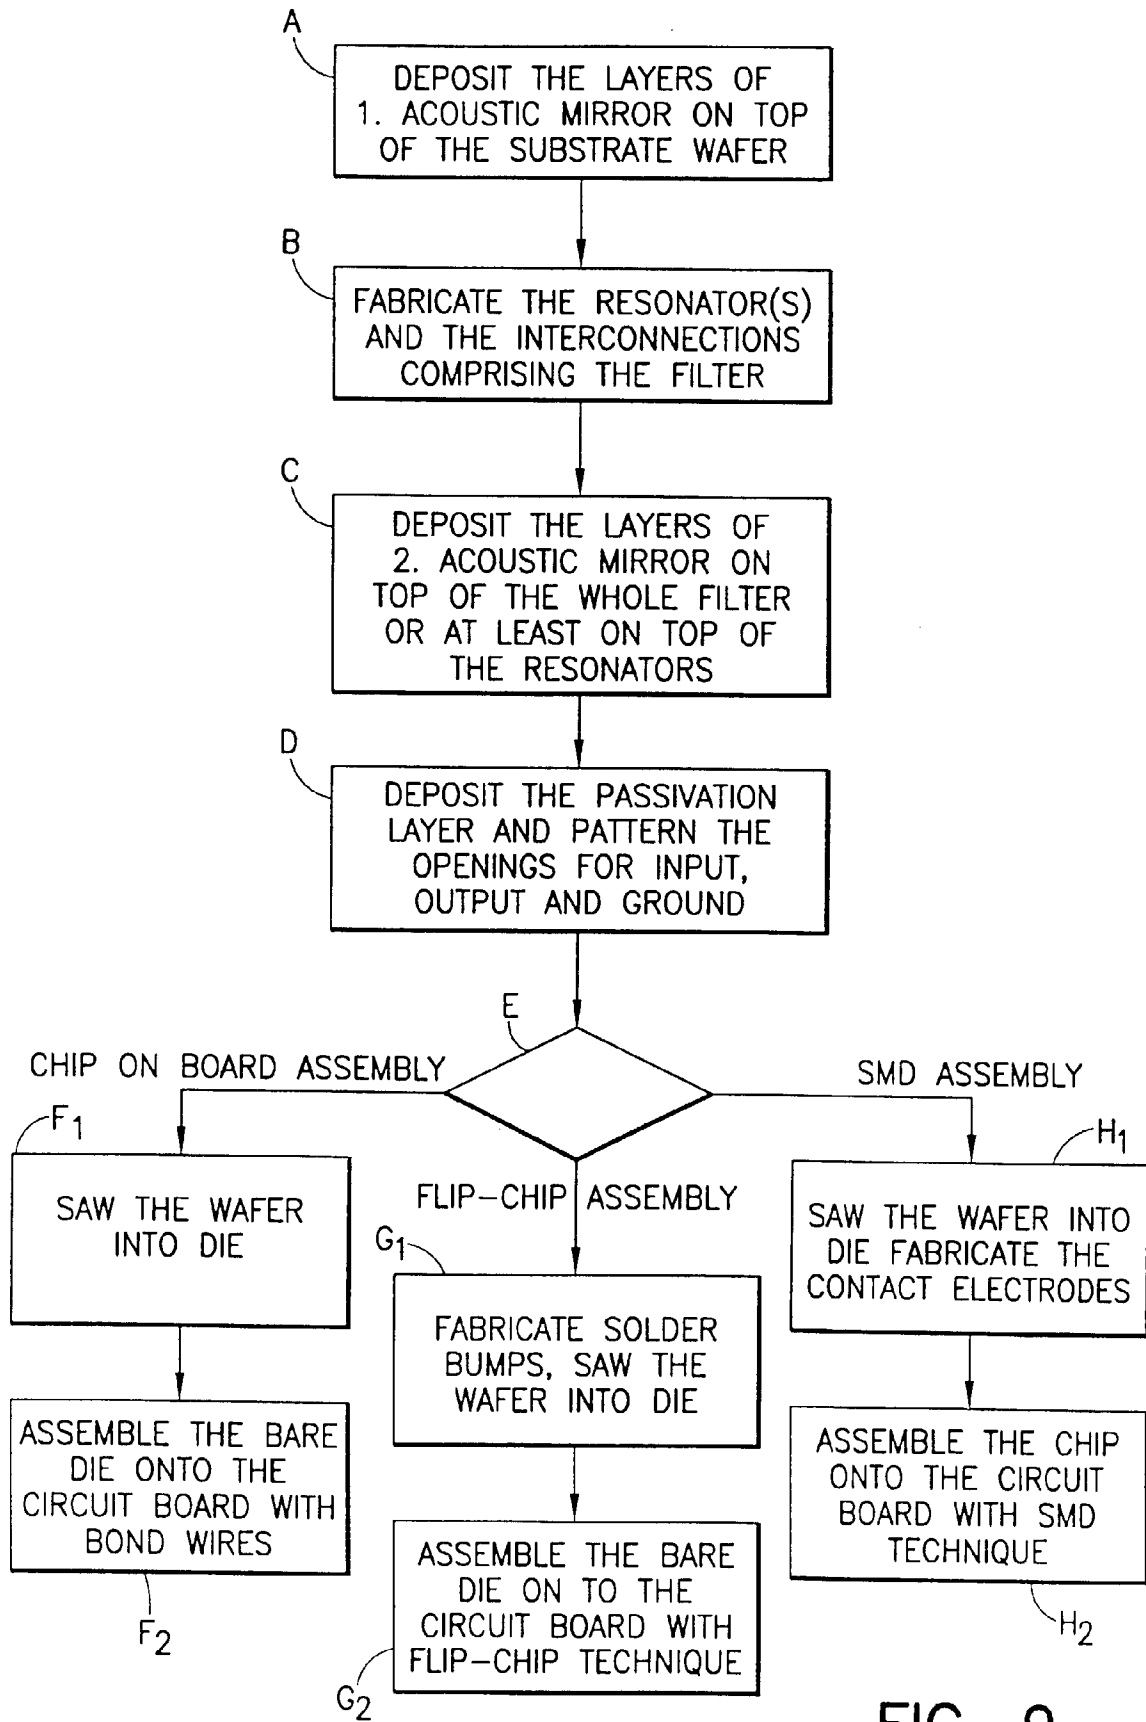 A
DEPOSIT THE LAYERS OF
1. ACOUSTIC MIRROR ON TOP
OF THE SUBSTRATE WAFER
B
FABRICATE THE RESONATOR(S)
AND THE INTERCONNECTIONS
COMPRISING THE FILTER
C
DEPOSIT THE LAYERS OF
2. ACOUSTIC MIRROR ON
TOP OF THE WHOLE FILTER
OR AT LEAST ON TOP OF
THE RESONATORS
D
DEPOSIT THE PASSIVATION
LAYER AND PATTERN THE
OPENINGS FOR INPUT,
OUTPUT AND GROUND
E
CHIP ON BOARD ASSEMBLY
F1
SAW THE WAFER
INTO DIE
ASSEMBLE THE BARE
DIE ONTO THE
CIRCUIT BOARD WITH
BOND WIRES
F2
FLIP-CHIP ASSEMBLY
G1
FABRICATE SOLDER
BUMPS, SAW THE
WAFER INTO DIE
ASSEMBLE THE BARE
DIE ON TO THE
CIRCUIT BOARD WITH
FLIP-CHIP TECHNIQUE
G2
SMD ASSEMBLY
H1
SAW THE WAFER INTO
DIE FABRICATE THE
CONTACT ELECTRODES
ASSEMBLE THE CHIP
ONTO THE CIRCUIT
BOARD WITH SMD
TECHNIQUE
H2
FIG.